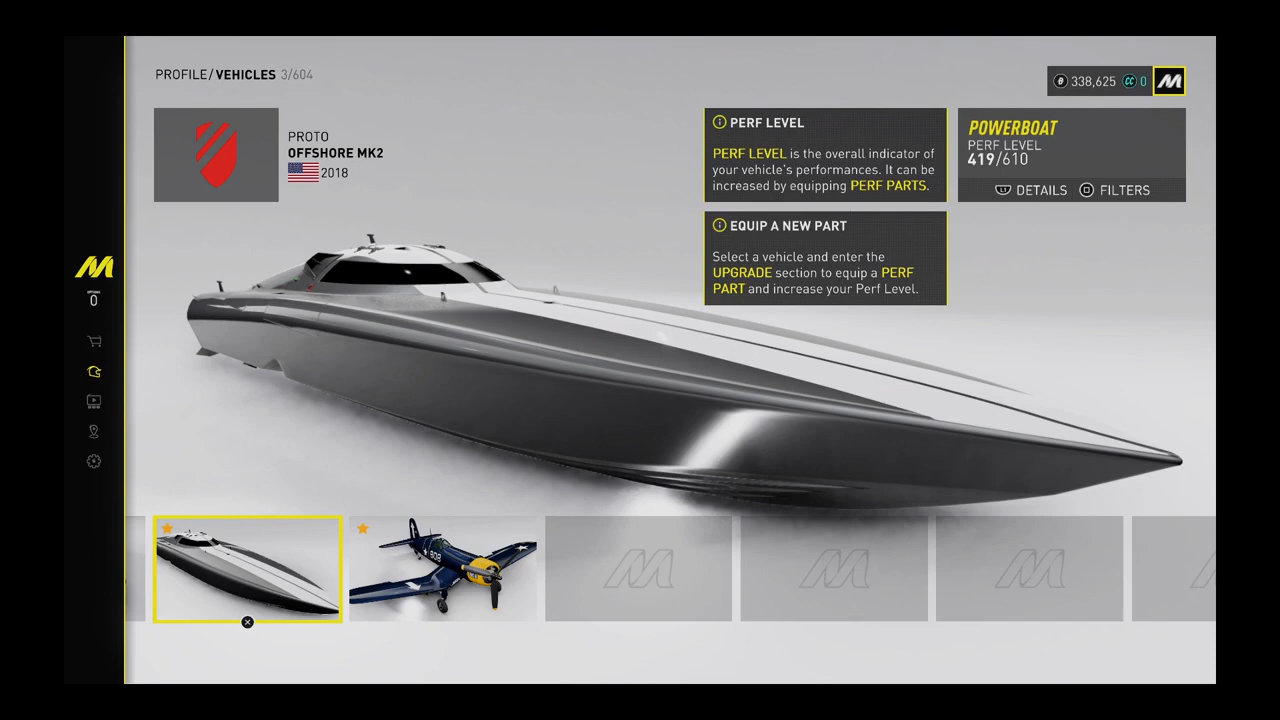 PROFILE/VEHICLES 3/604
338,625 CC 0
PROTO
OFFSHORE MK2
2018
PERF LEVEL
PERF LEVEL is the overall indicator of
your vehicle's performances. It can be
increased by equipping PERF PARTS.
EQUIP A NEW PART
Select a vehicle and enter the
UPGRADE section to equip a PERF
PART and increase your Perf Level.
POWERBOAT
PERF LEVEL
419/610
DETAILS FILTERS
OPTIONS
0